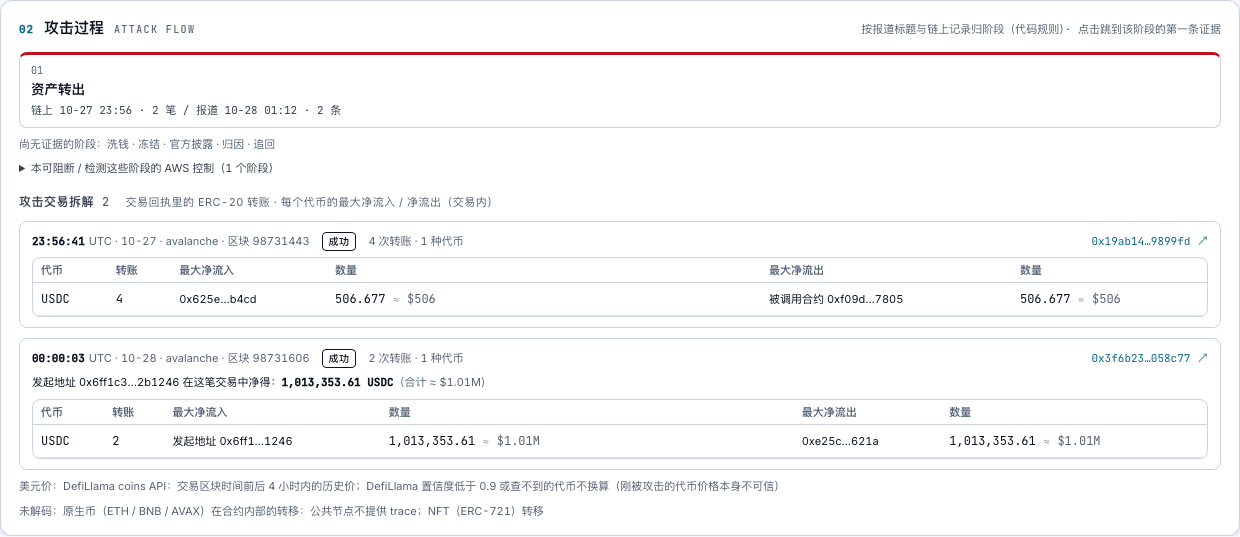 02 攻击过程 ATTACK FLOW 按报道标题与链上记录归阶段（代码规则）· 点击跳到该阶段的第一条证据
01
资产转出
链上 10-27 23:56 · 2 笔 / 报道 10-28 01:12 · 2 条
尚无证据的阶段：洗钱 · 冻结 · 官方披露 · 归因 · 追回
▶ 本可阻断 / 检测这些阶段的 AWS 控制（1 个阶段）
攻击交易拆解 2 交易回执里的 ERC-20 转账 · 每个代币的最大净流入 / 净流出（交易内）
23:56:41 UTC · 10-27 · avalanche · 区块 98731443 成功 4 次转账 · 1 种代币 0x19ab14…9899fd ↗
代币 转账 最大净流入 数量 最大净流出 数量
USDC 4 0x625e…b4cd 506.677 ≈ $506 被调用合约 0xf09d…7805 506.677 ≈ $506
00:00:03 UTC · 10-28 · avalanche · 区块 98731606 成功 2 次转账 · 1 种代币 0x3f6b23…058c77 ↗
发起地址 0x6ff1c3…2b1246 在这笔交易中净得：1,013,353.61 USDC（合计 ≈ $1.01M）
代币 转账 最大净流入 数量 最大净流出 数量
USDC 2 发起地址 0x6ff1…1246 1,013,353.61 ≈ $1.01M 0xe25c…621a 1,013,353.61 ≈ $1.01M
美元价：DefiLlama coins API：交易区块时间前后 4 小时内的历史价；DefiLlama 置信度低于 0.9 或查不到的代币不换算（刚被攻击的代币价格本身不可信）
未解码：原生币（ETH / BNB / AVAX）在合约内部的转移：公共节点不提供 trace；NFT（ERC-721）转移